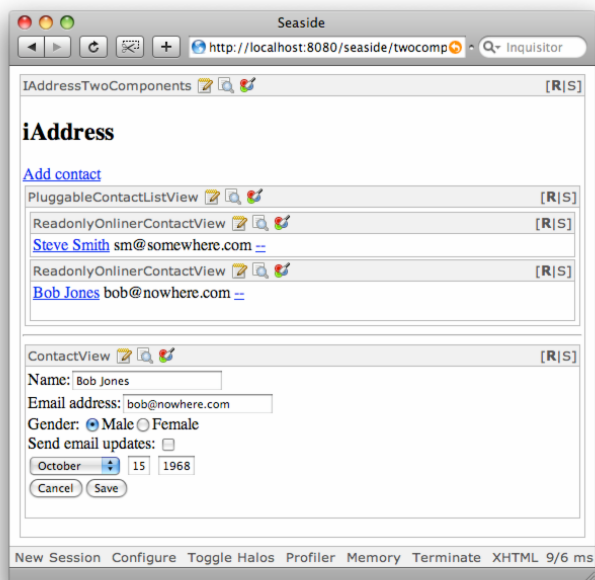 Seaside
http://localhost:8080/seaside/twocomp
Inquisitor
IAddressTwoComponents [R|S]
iAddress
Add contact
PluggableContactListView [R|S]
ReadonlyOnlinerContactView [R|S]
Steve Smith sm@somewhere.com --
ReadonlyOnlinerContactView [R|S]
Bob Jones bob@nowhere.com --
ContactView [R|S]
Name: Bob Jones
Email address: bob@nowhere.com
Gender: Male Female
Send email updates:
October 15 1968
Cancel Save
New Session Configure Toggle Halos Profiler Memory Terminate XHTML 9/6 ms